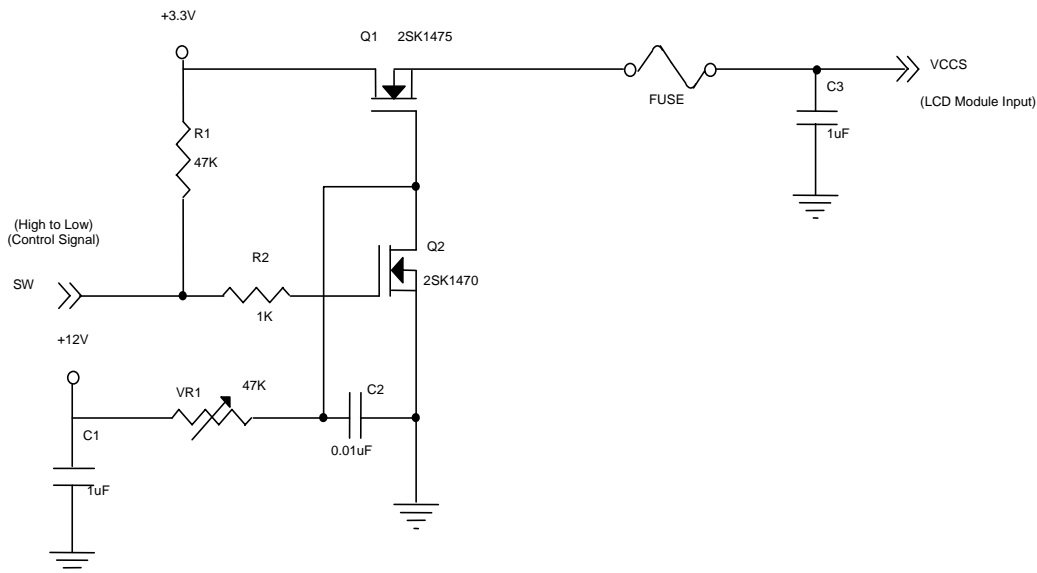 +3.3V
Q1 2SK1475
VCCS
FUSE
C3
(LCD Module Input)
R1
1uF
47K
(High to Low)
(Control Signal)
Q2
R2
SW
2SK1470
1K
+12V
VR1
47K
C2
C1
0.01uF
1uF